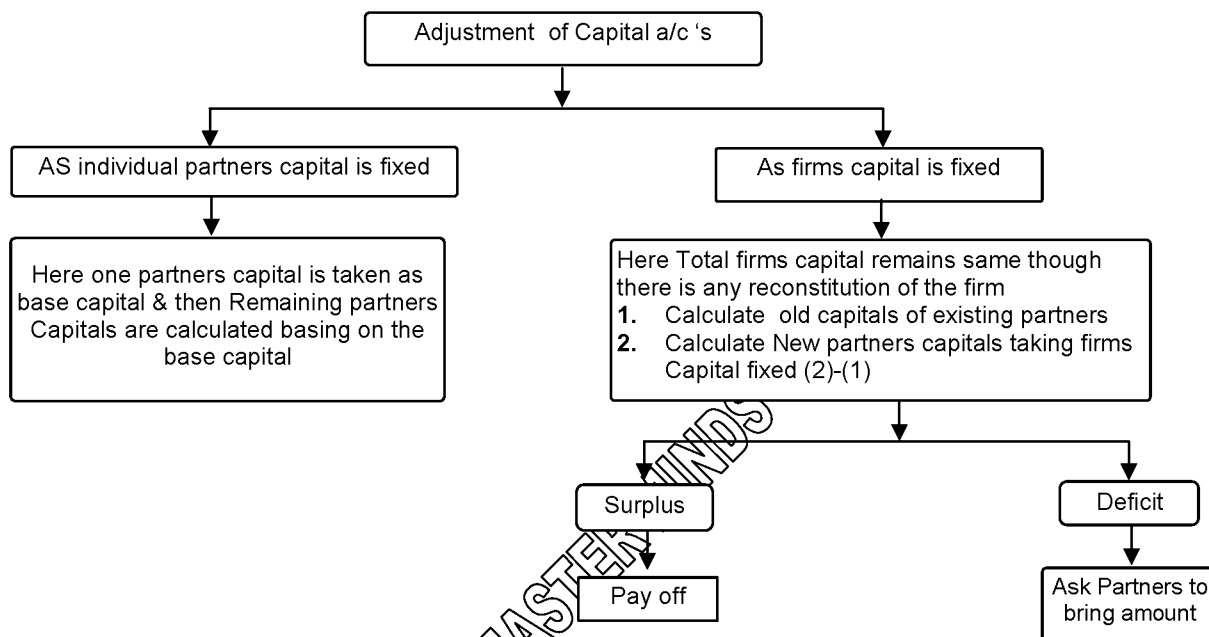 Adjustment  of Capital a/c ‘s
AS individual partners capital is fixed
As firms capital is fixed
Here one partners capital is taken as
base capital & then Remaining partners
Capitals are calculated basing on the
base capital
Here Total firms capital remains same though
there is any reconstitution of the firm
1. Calculate  old capitals of existing partners
2. Calculate New partners capitals taking firms
Capital fixed (2)-(1)
Surplus
Deficit
Pay off
Ask Partners to
bring amount